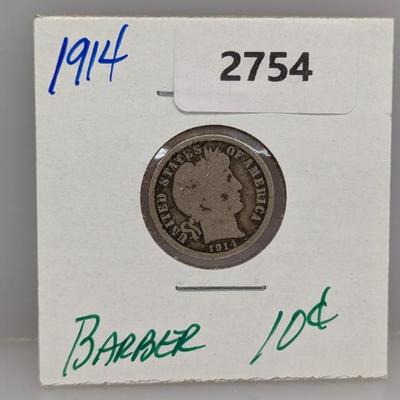 1914
2754
UNITED STATES OF AMERICA
1914
BARBER 10¢